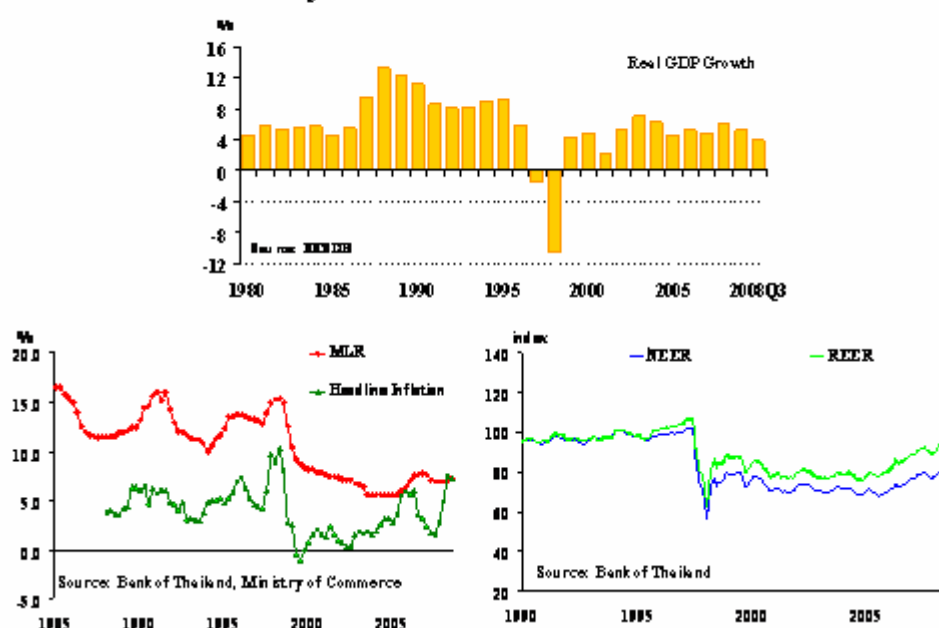 %
16
Real GDP Growth
12
8
4
0
-4
-8
-12
1980 1985 1990 1995 2000 2005 2008Q3
%
20.0
15.0
10.0
5.0
0.0
-5.0
MLR
Headline Inflation
Source: Bank of Thailand, Ministry of Commerce
1985 1990 1995 2000 2005
index
140
120
100
80
60
40
20
NEER REER
Source: Bank of Thailand
1990 1995 2000 2005